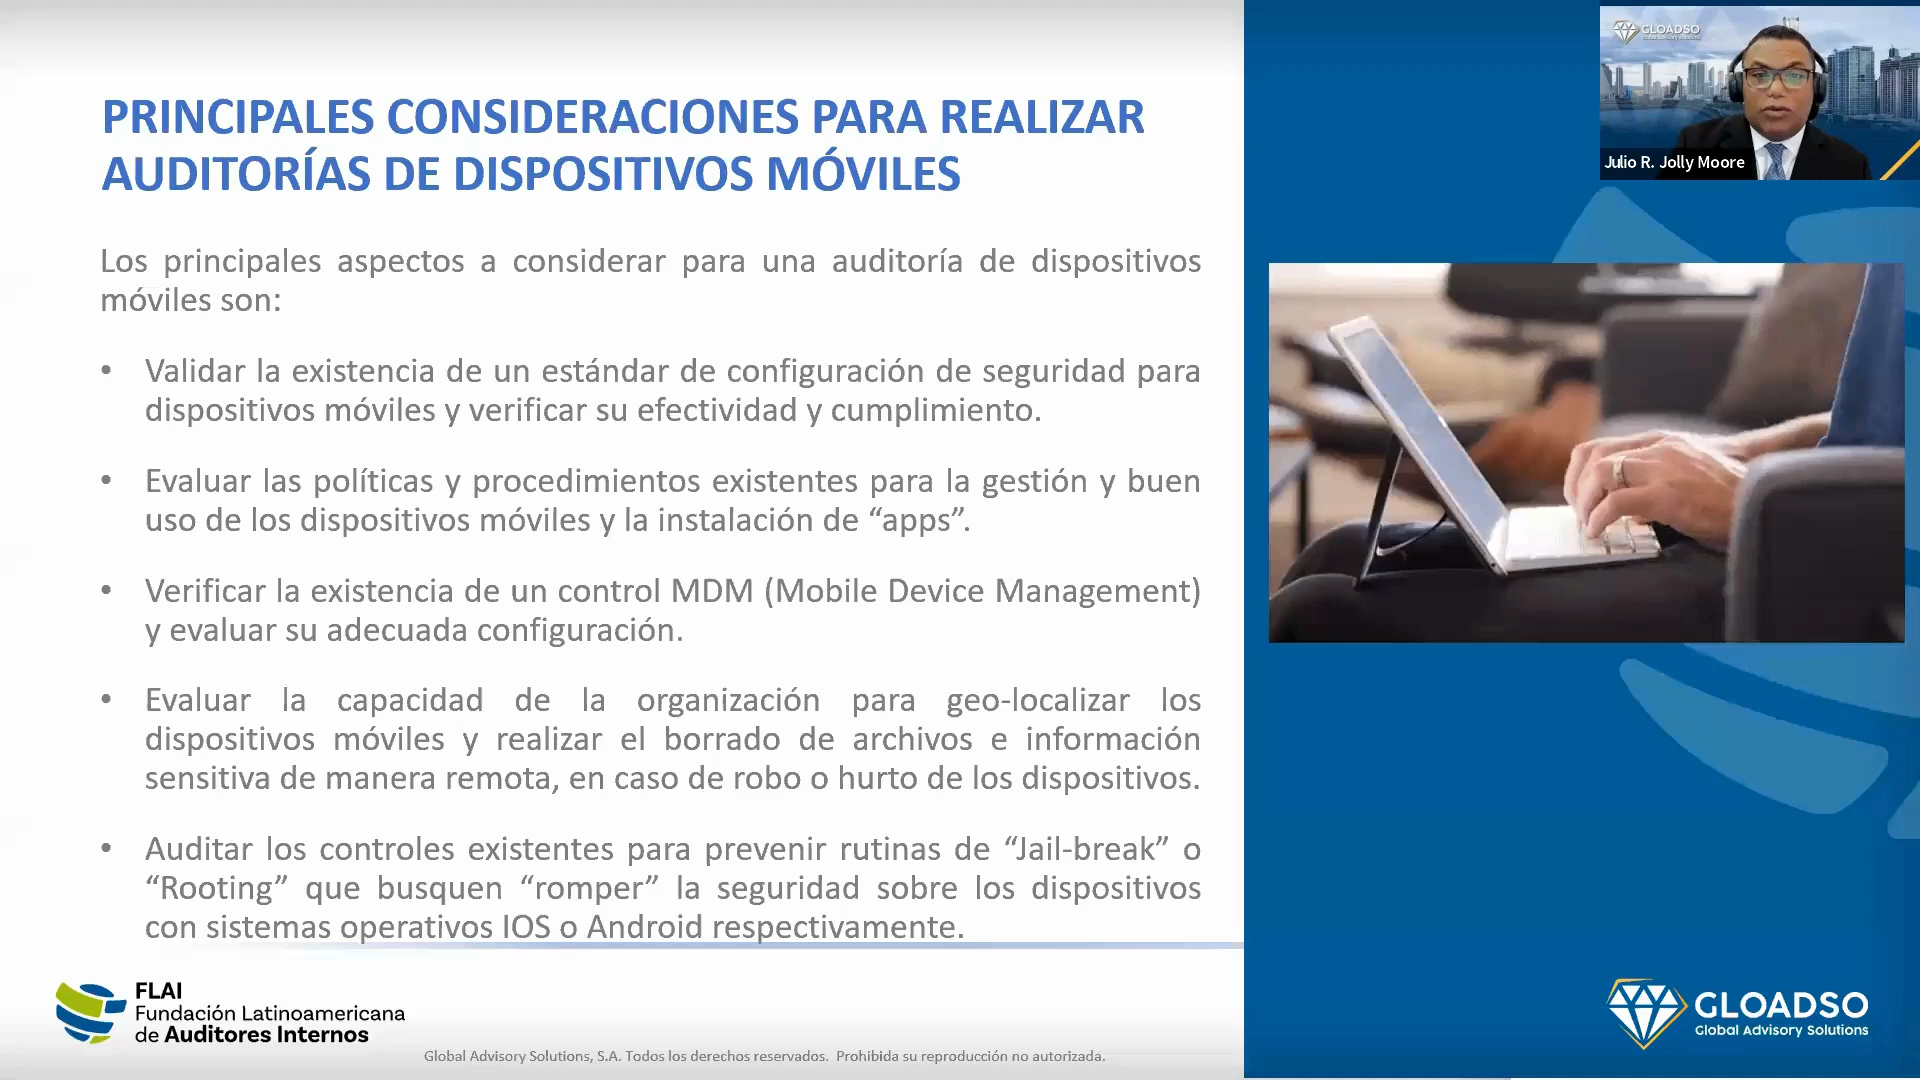 PRINCIPALES CONSIDERACIONES PARA REALIZAR
AUDITORÍAS DE DISPOSITIVOS MÓVILES
Los principales aspectos a considerar para una auditoría de dispositivos
móviles son:
• Validar la existencia de un estándar de configuración de seguridad para
dispositivos móviles y verificar su efectividad y cumplimiento.
• Evaluar las políticas y procedimientos existentes para la gestión y buen
uso de los dispositivos móviles y la instalación de “apps”.
• Verificar la existencia de un control MDM (Mobile Device Management)
y evaluar su adecuada configuración.
• Evaluar la capacidad de la organización para geo-localizar los
dispositivos móviles y realizar el borrado de archivos e información
sensitiva de manera remota, en caso de robo o hurto de los dispositivos.
• Auditar los controles existentes para prevenir rutinas de “Jail-break” o
“Rooting” que busquen “romper” la seguridad sobre los dispositivos
con sistemas operativos IOS o Android respectivamente.
FLAI
Fundación Latinoamericana
de Auditores Internos
Global Advisory Solutions, S.A. Todos los derechos reservados. Prohibida su reproducción no autorizada.
GLOADSO
Julio R. Jolly Moore
GLOADSO
Global Advisory Solutions